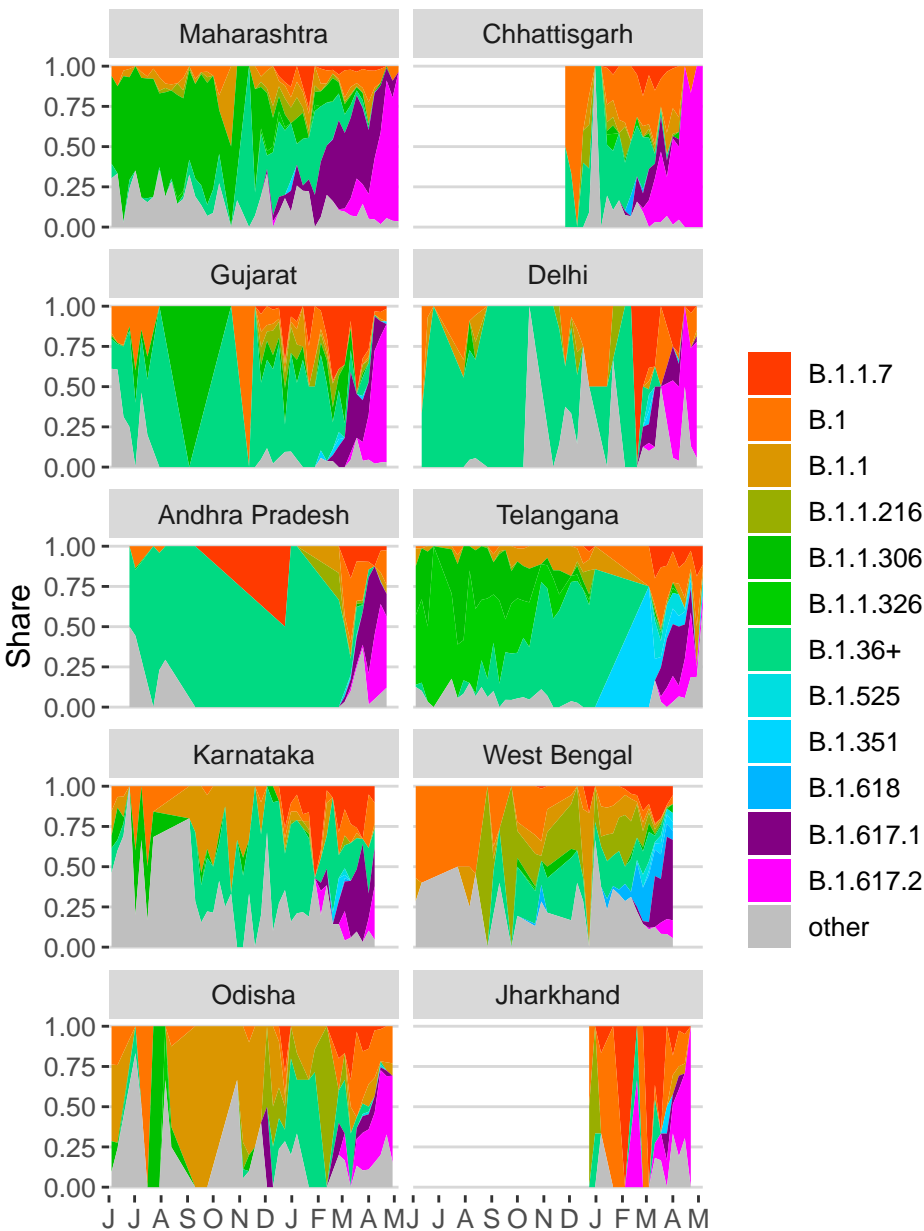 Maharashtra Chhattisgarh
1.00
0.75
0.50
0.25
0.00
Gujarat Delhi
1.00
0.75
0.50
0.25
0.00
Andhra Pradesh Telangana
1.00
0.75
0.50
0.25
0.00
Share
Karnataka West Bengal
1.00
0.75
0.50
0.25
0.00
Odisha Jharkhand
1.00
0.75
0.50
0.25
0.00
J J A S O N D J F M A M J J A S O N D J F M A M
B.1.1.7
B.1
B.1.1
B.1.1.216
B.1.1.306
B.1.1.326
B.1.36+
B.1.525
B.1.351
B.1.618
B.1.617.1
B.1.617.2
other